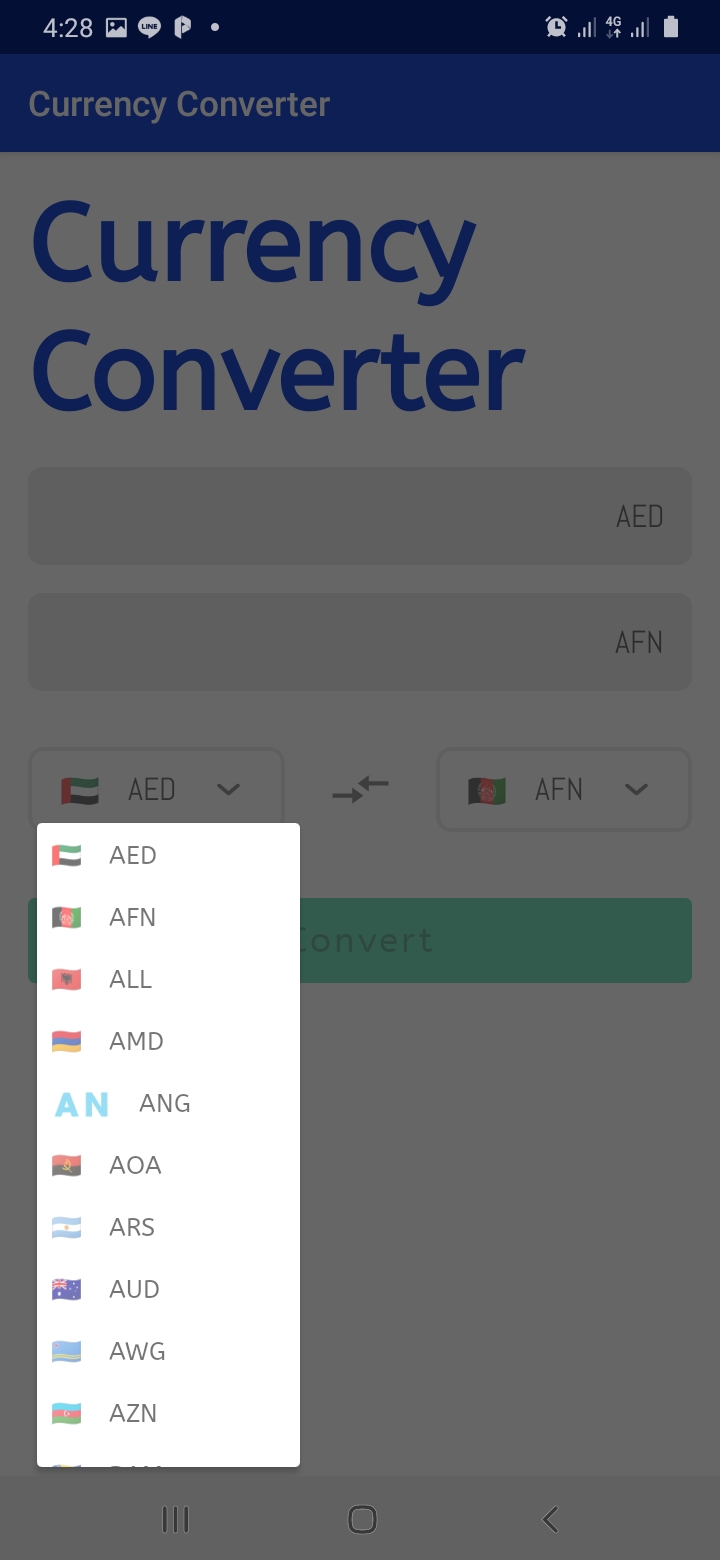 4:28 LINE 4G
Currency Converter
Currency
Converter
AED
AFN
AED AFN
Convert
AED
AFN
ALL
AMD
AN ANG
AOA
ARS
AUD
AWG
AZN